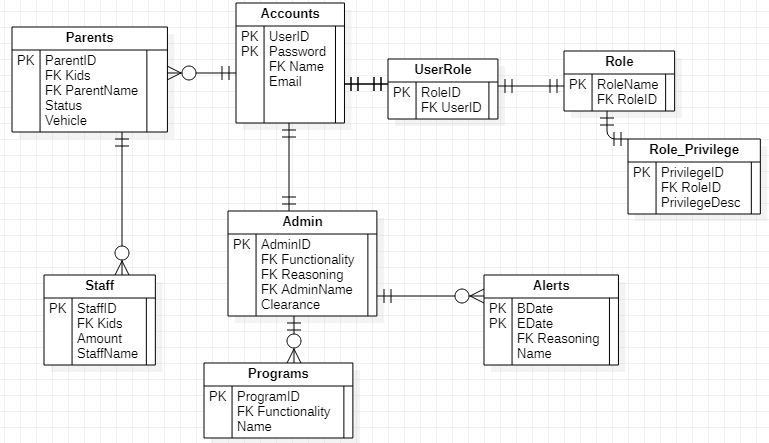 Parents
PK ParentID
FK Kids
FK ParentName
Status
Vehicle
Accounts
PK UserID
PK Password
FK Name
Email
UserRole
PK RoleID
FK UserID
Role
PK RoleName
FK RoleID
Role_Privilege
PK PrivilegeID
FK RoleID
PrivilegeDesc
Admin
PK AdminID
FK Functionality
FK Reasoning
FK AdminName
Clearance
Staff
PK StaffID
FK Kids
Amount
StaffName
Alerts
PK BDate
PK EDate
FK Reasoning
Name
Programs
PK ProgramID
FK Functionality
Name